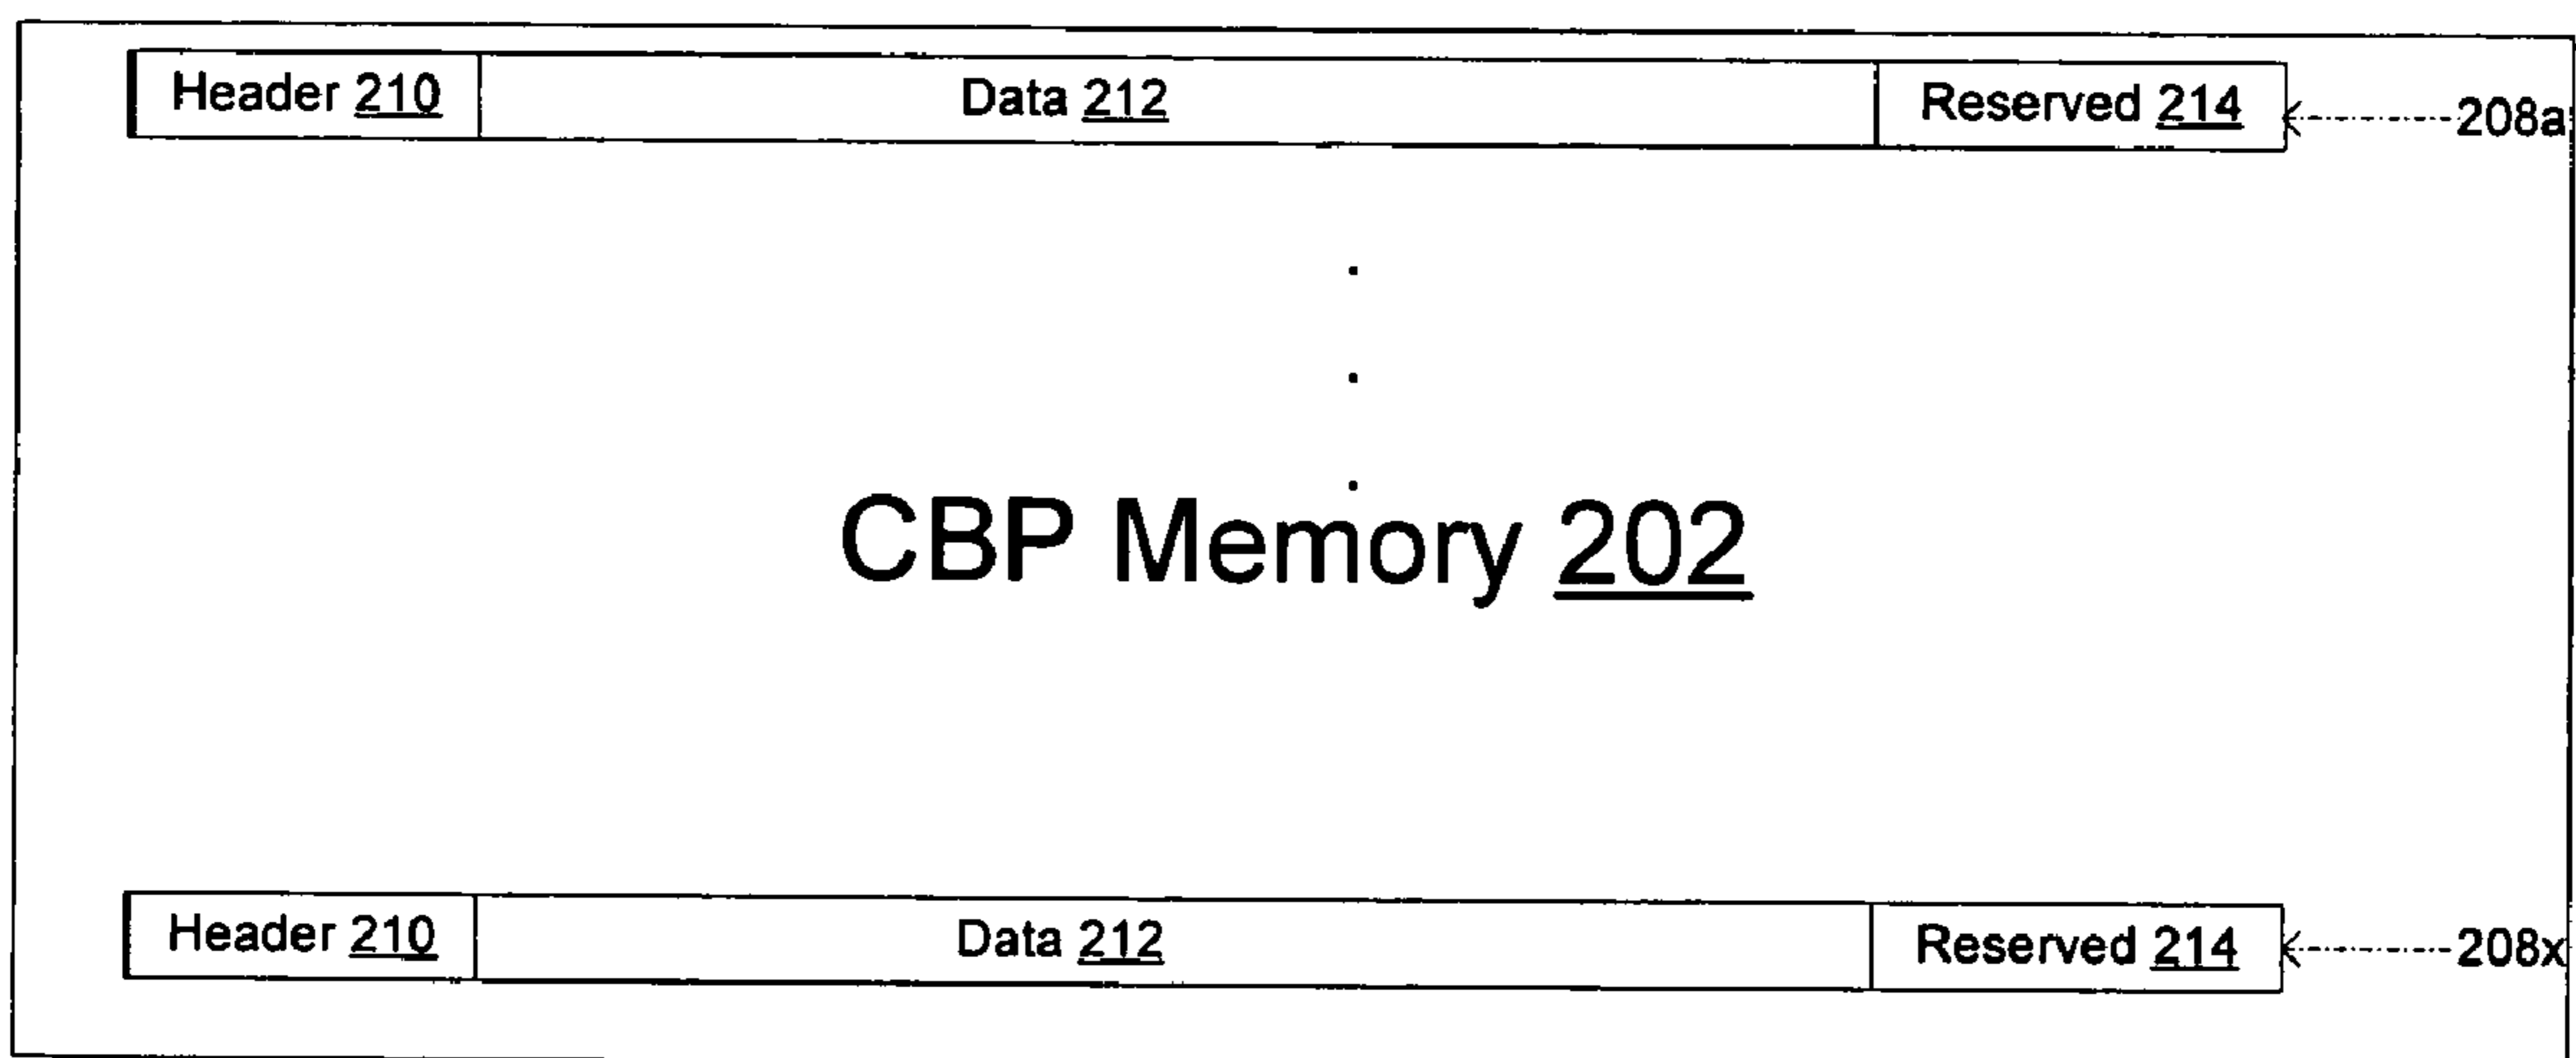 Header 210 Data 212 Reserved 214 208a
CBP Memory 202
Header 210 Data 212 Reserved 214 208x